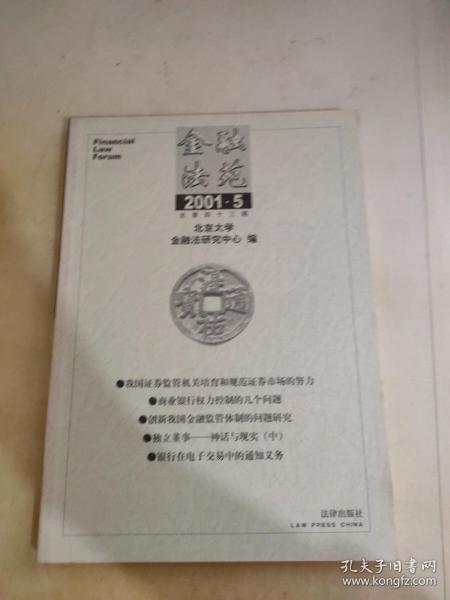 Financial
Law
Forum
金融
法苑
2001·5
总第四十三期
北京大学
金融法研究中心 编
淳祐通寳
●我国证券监管机关培育和规范证券市场的努力
●商业银行权力控制的几个问题
●创新我国金融监管体制的问题研究
●独立董事——神话与现实（中）
●银行在电子交易中的通知义务
法律出版社
LAW PRESS CHINA
孔夫子旧书网
www.kongfz.com